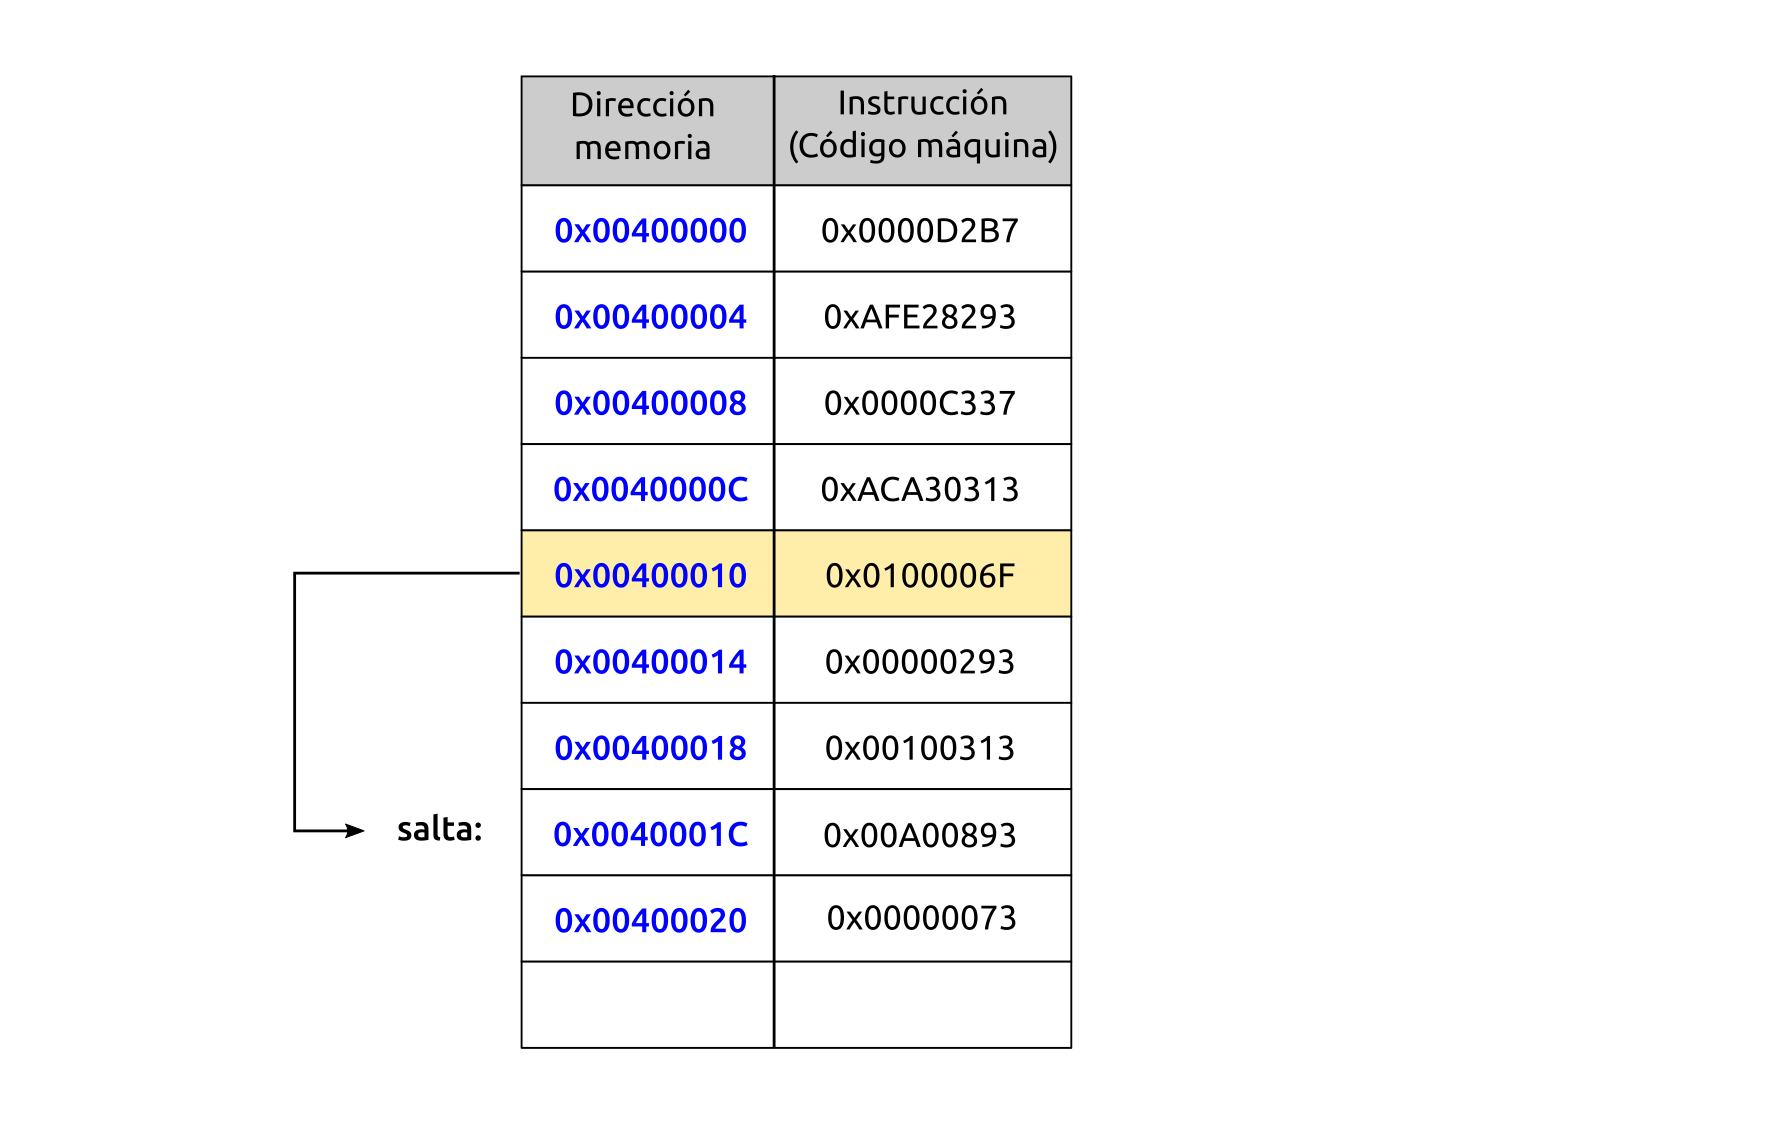 Dirección
memoria
Instrucción
(Código máquina)
0x00400000 0x0000D2B7
0x00400004 0xAFE28293
0x00400008 0x0000C337
0x0040000C 0xACA30313
0x00400010 0x0100006F
0x00400014 0x00000293
0x00400018 0x00100313
salta: 0x0040001C 0x00A00893
0x00400020 0x00000073